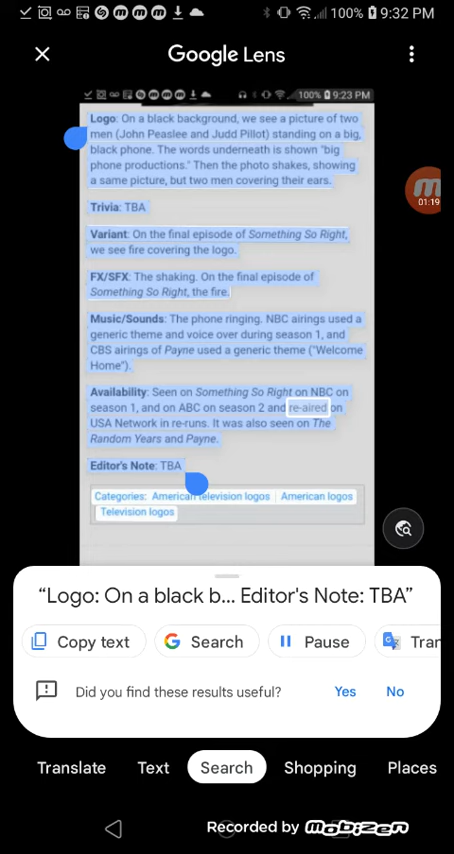 100% 9:32 PM
Google Lens
100% 9:23 PM
Logo: On a black background, we see a picture of two
men (John Peaslee and Judd Pillot) standing on a big,
black phone. The words underneath is shown "big
phone productions." Then the photo shakes, showing
a same picture, but two men covering their ears.
Trivia: TBA
Variant: On the final episode of Something So Right,
we see fire covering the logo.
FX/SFX: The shaking. On the final episode of
Something So Right, the fire.
Music/Sounds: The phone ringing. NBC airings used a
generic theme and voice over during season 1, and
CBS airings of Payne used a generic theme ("Welcome
Home").
Availability: Seen on Something So Right on NBC on
season 1, and on ABC on season 2 and re-aired on
USA Network in re-runs. It was also seen on The
Random Years and Payne.
Editor's Note: TBA
Categories: American television logos | American logos
| Television logos
01:19
“Logo: On a black b... Editor's Note: TBA”
Copy text Search Pause Tran
Did you find these results useful? Yes No
Translate Text Search Shopping Places
Recorded by mobizen